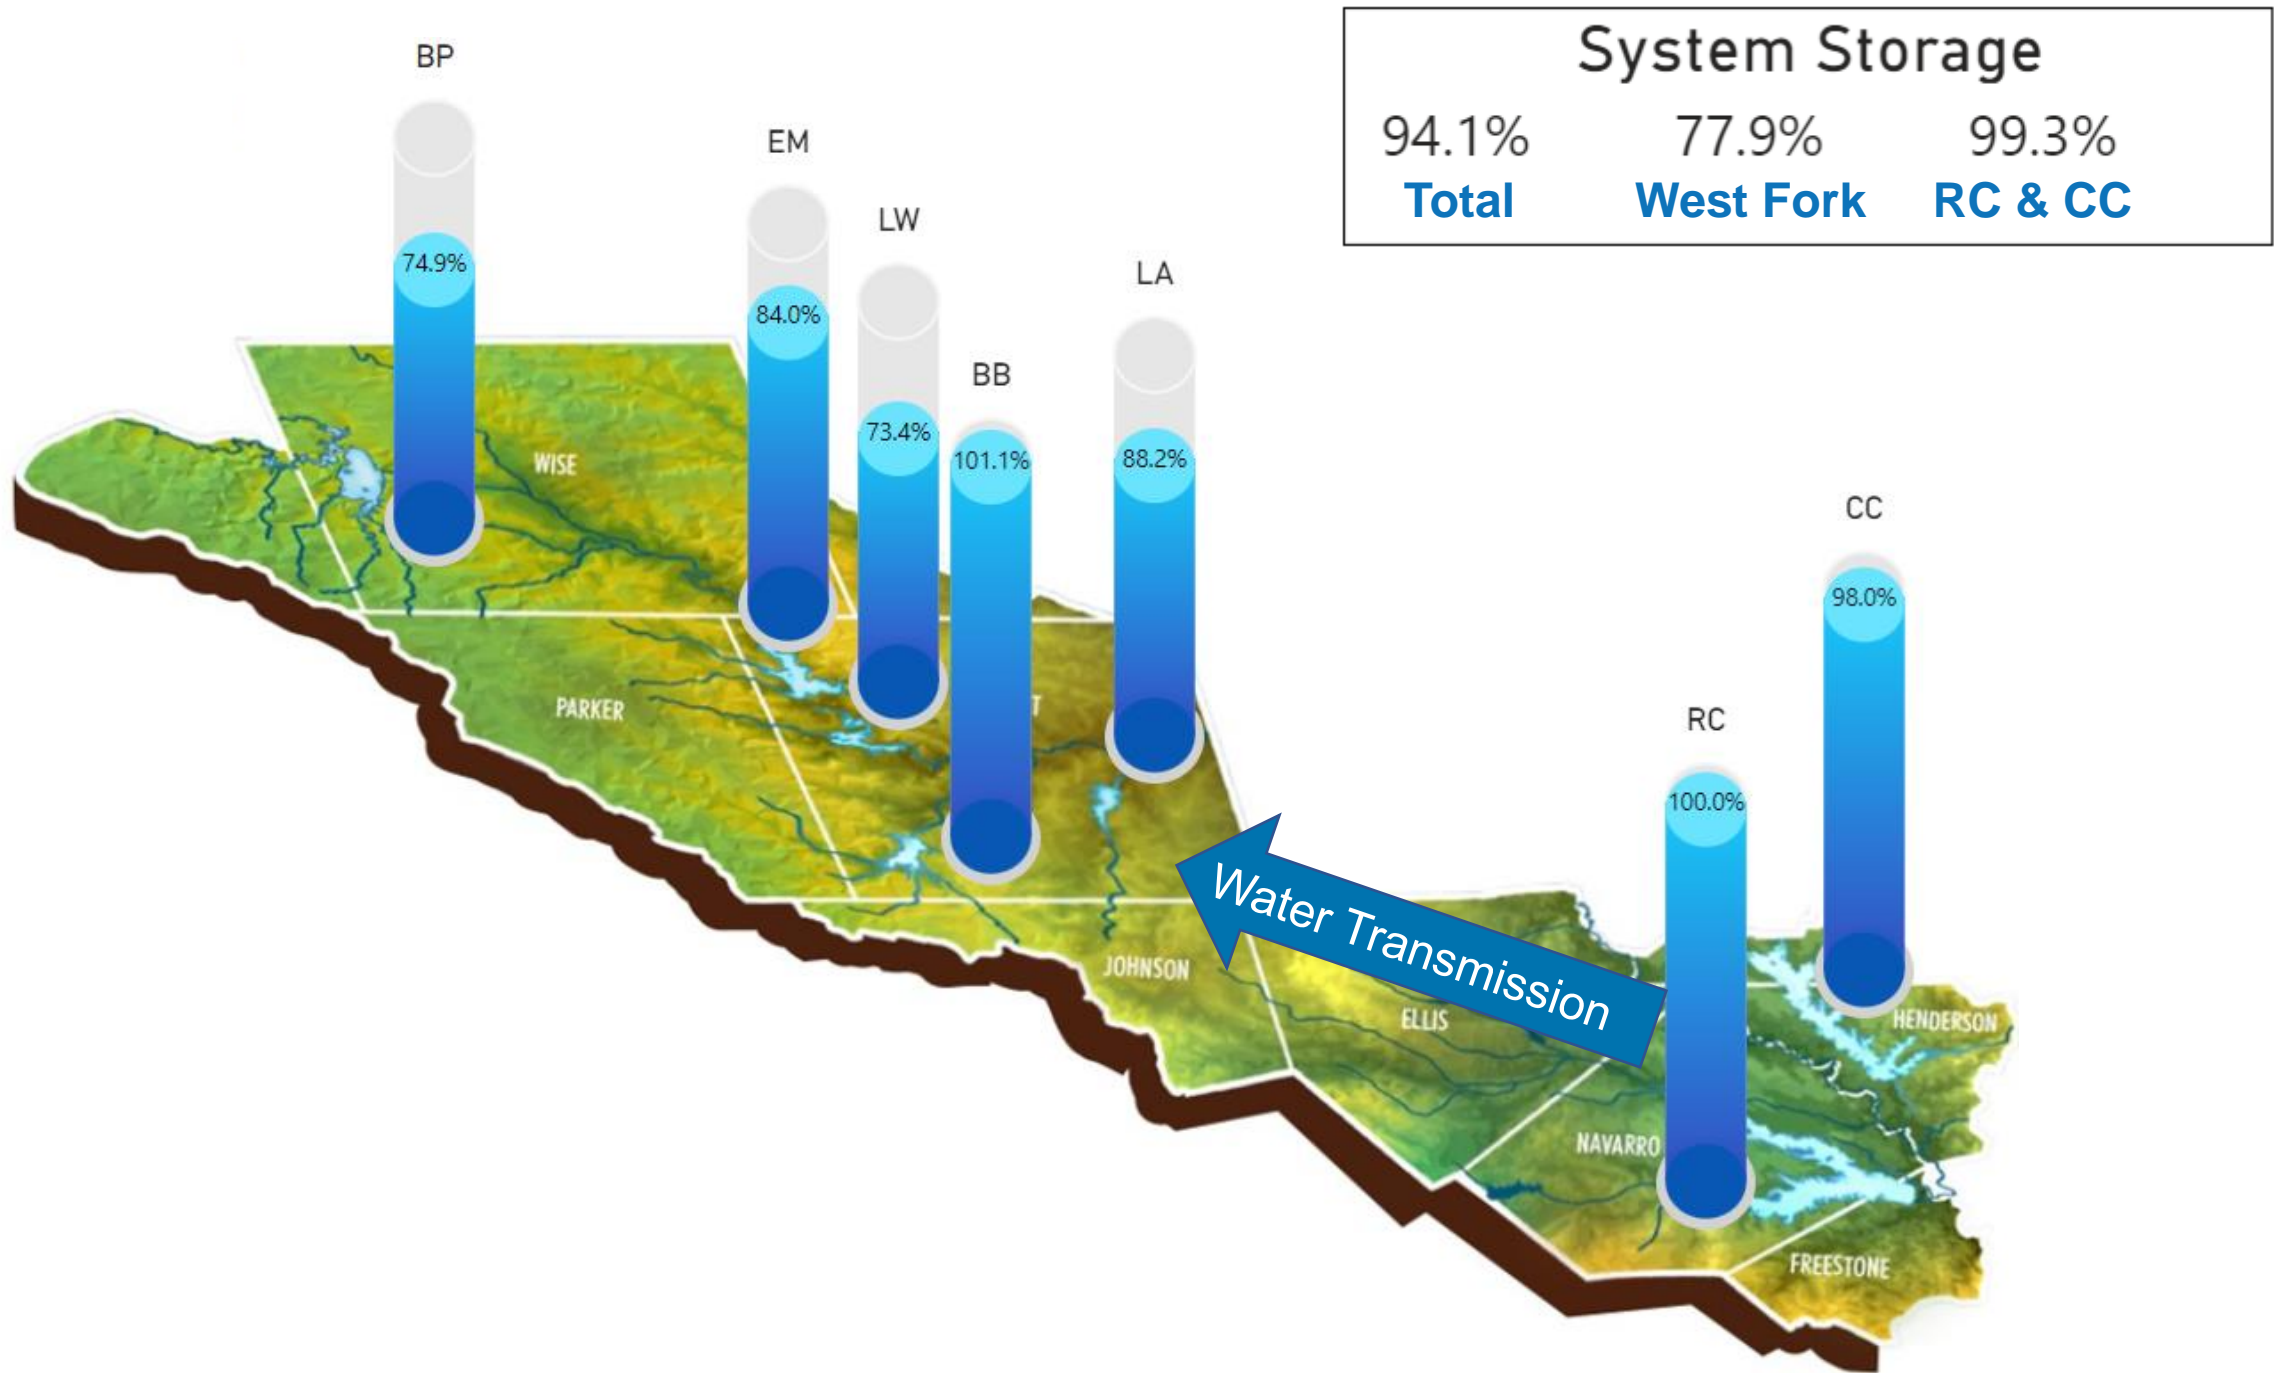 System Storage
94.1% 77.9% 99.3%
Total West Fork RC & CC
BP
EM
LW
LA
BB
CC
RC
74.9%
84.0%
73.4%
101.1%
88.2%
98.0%
100.0%
WISE
PARKER
T
JOHNSON
ELLIS
HENDERSON
NAVARRO
FREESTONE
Water Transmission